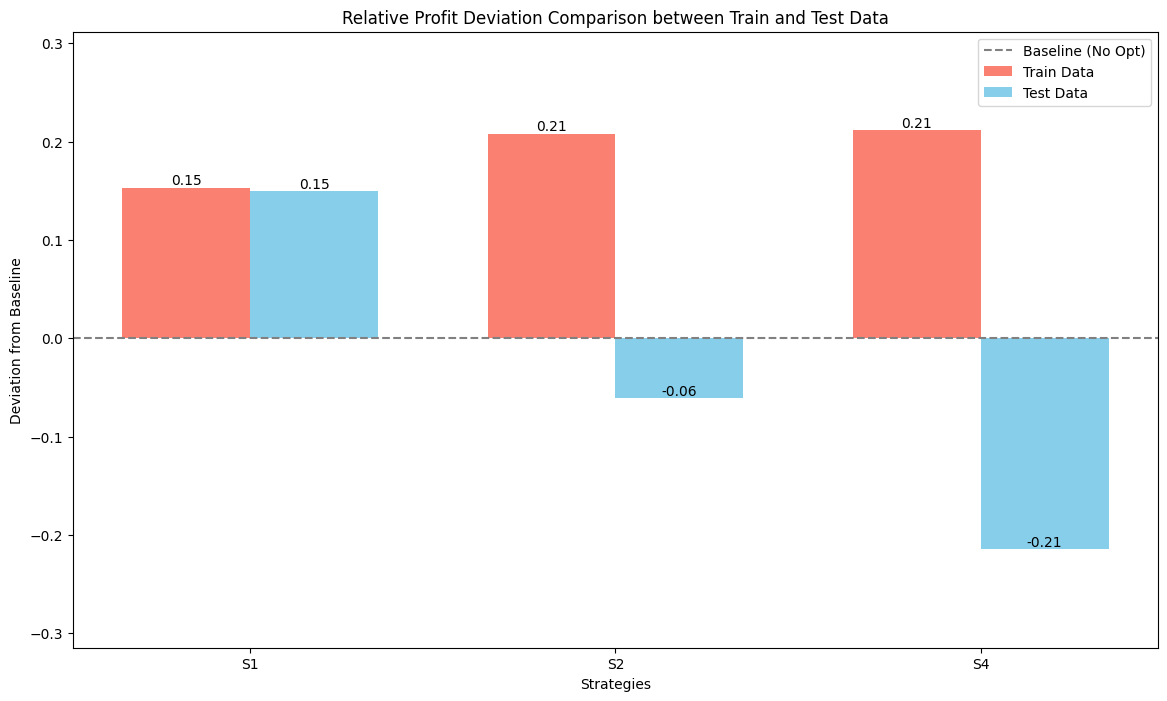 Relative Profit Deviation Comparison between Train and Test Data
Baseline (No Opt)
Train Data
Test Data
Deviation from Baseline
0.3
0.2
0.1
0.0
−0.1
−0.2
−0.3
0.15
0.15
0.21
-0.06
0.21
-0.21
S1
S2
S4
Strategies